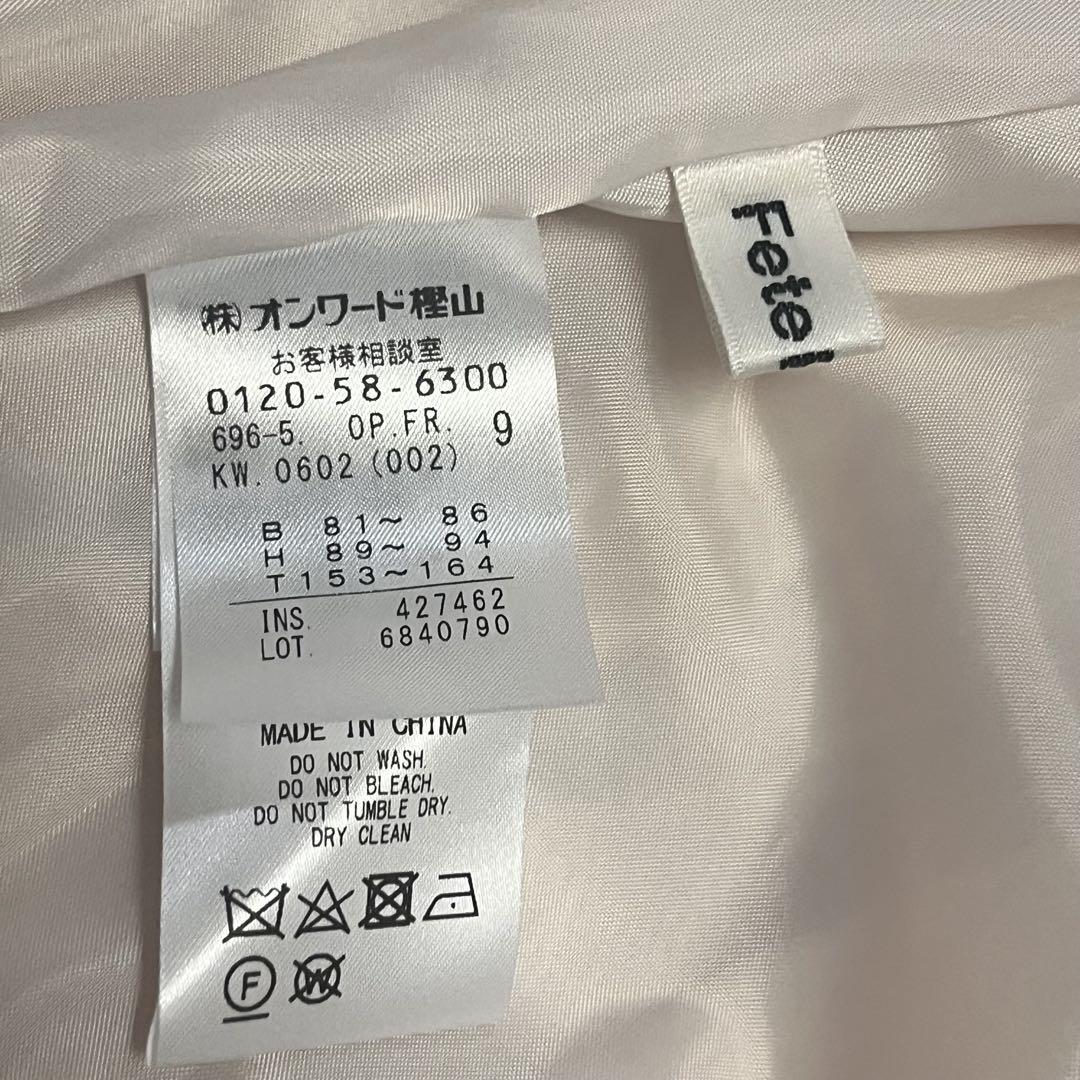 ㈱オンワード樫山
お客様相談室
0120-58-6300
696-5. OP.FR. 9
KW. 0602 (002)
B 81～ 86
H 89～ 94
T 153～164
INS. 427462
LOT. 6840790
MADE IN CHINA
DO NOT WASH.
DO NOT BLEACH.
DO NOT TUMBLE DRY.
DRY CLEAN
F
W
Fete